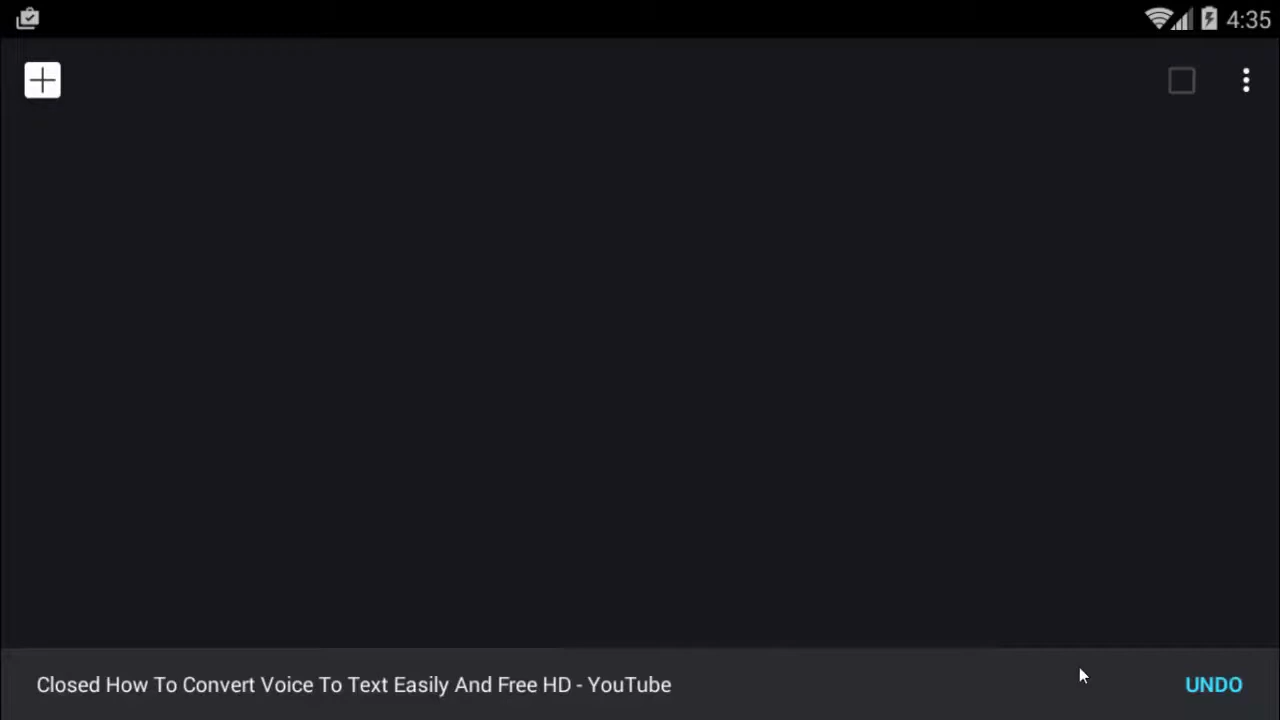 4:35
Closed How To Convert Voice To Text Easily And Free HD - YouTube
UNDO